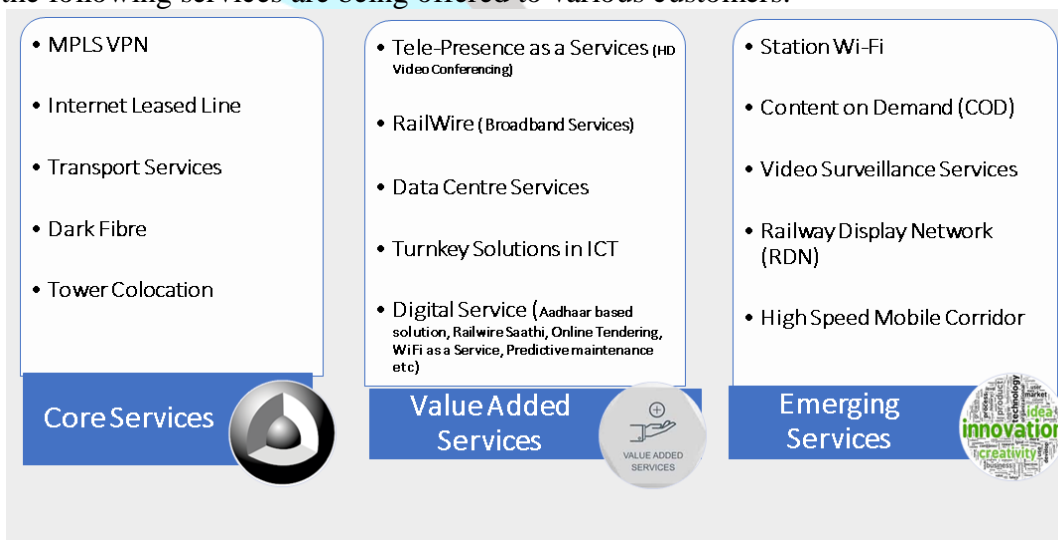 the following services are being offered to various customers:
• MPLS VPN
• Internet Leased Line
• Transport Services
• Dark Fibre
• Tower Colocation
Core Services
• Tele-Presence as a Services (HD
Video Conferencing)
• RailWire (Broadband Services)
• Data Centre Services
• Turnkey Solutions in ICT
• Digital Service (Aadhaar based
solution, Railwire Saathi, Online Tendering,
WiFi as a Service, Predictive maintenance
etc)
Value Added
Services
VALUE ADDED
SERVICES
• Station Wi-Fi
• Content on Demand (COD)
• Video Surveillance Services
• Railway Display Network
(RDN)
• High Speed Mobile Corridor
Emerging
Services
product
technology
market
idea
innovation
creativity
business